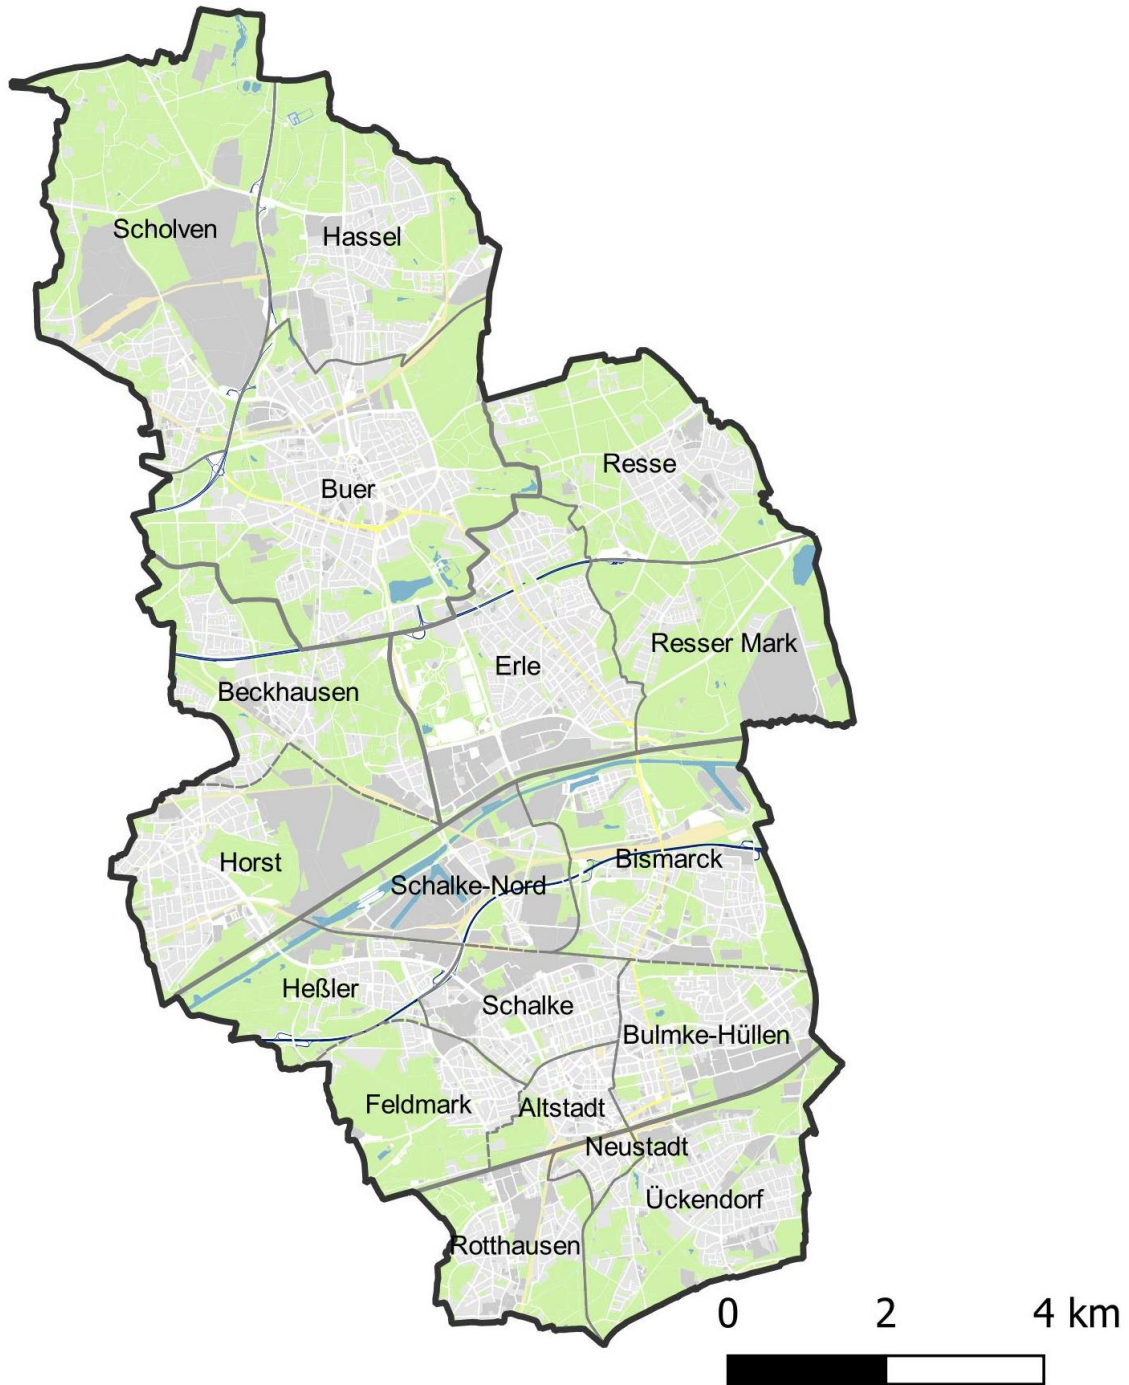 Scholven
Hassel
Resse
Buer
Resser Mark
Erle
Beckhausen
Bismarck
Horst
Schalke-Nord
Heßler
Schalke
Bulmke-Hüllen
Feldmark
Altstadt
Neustadt
Ückendorf
Rotthausen
0 2 4 km